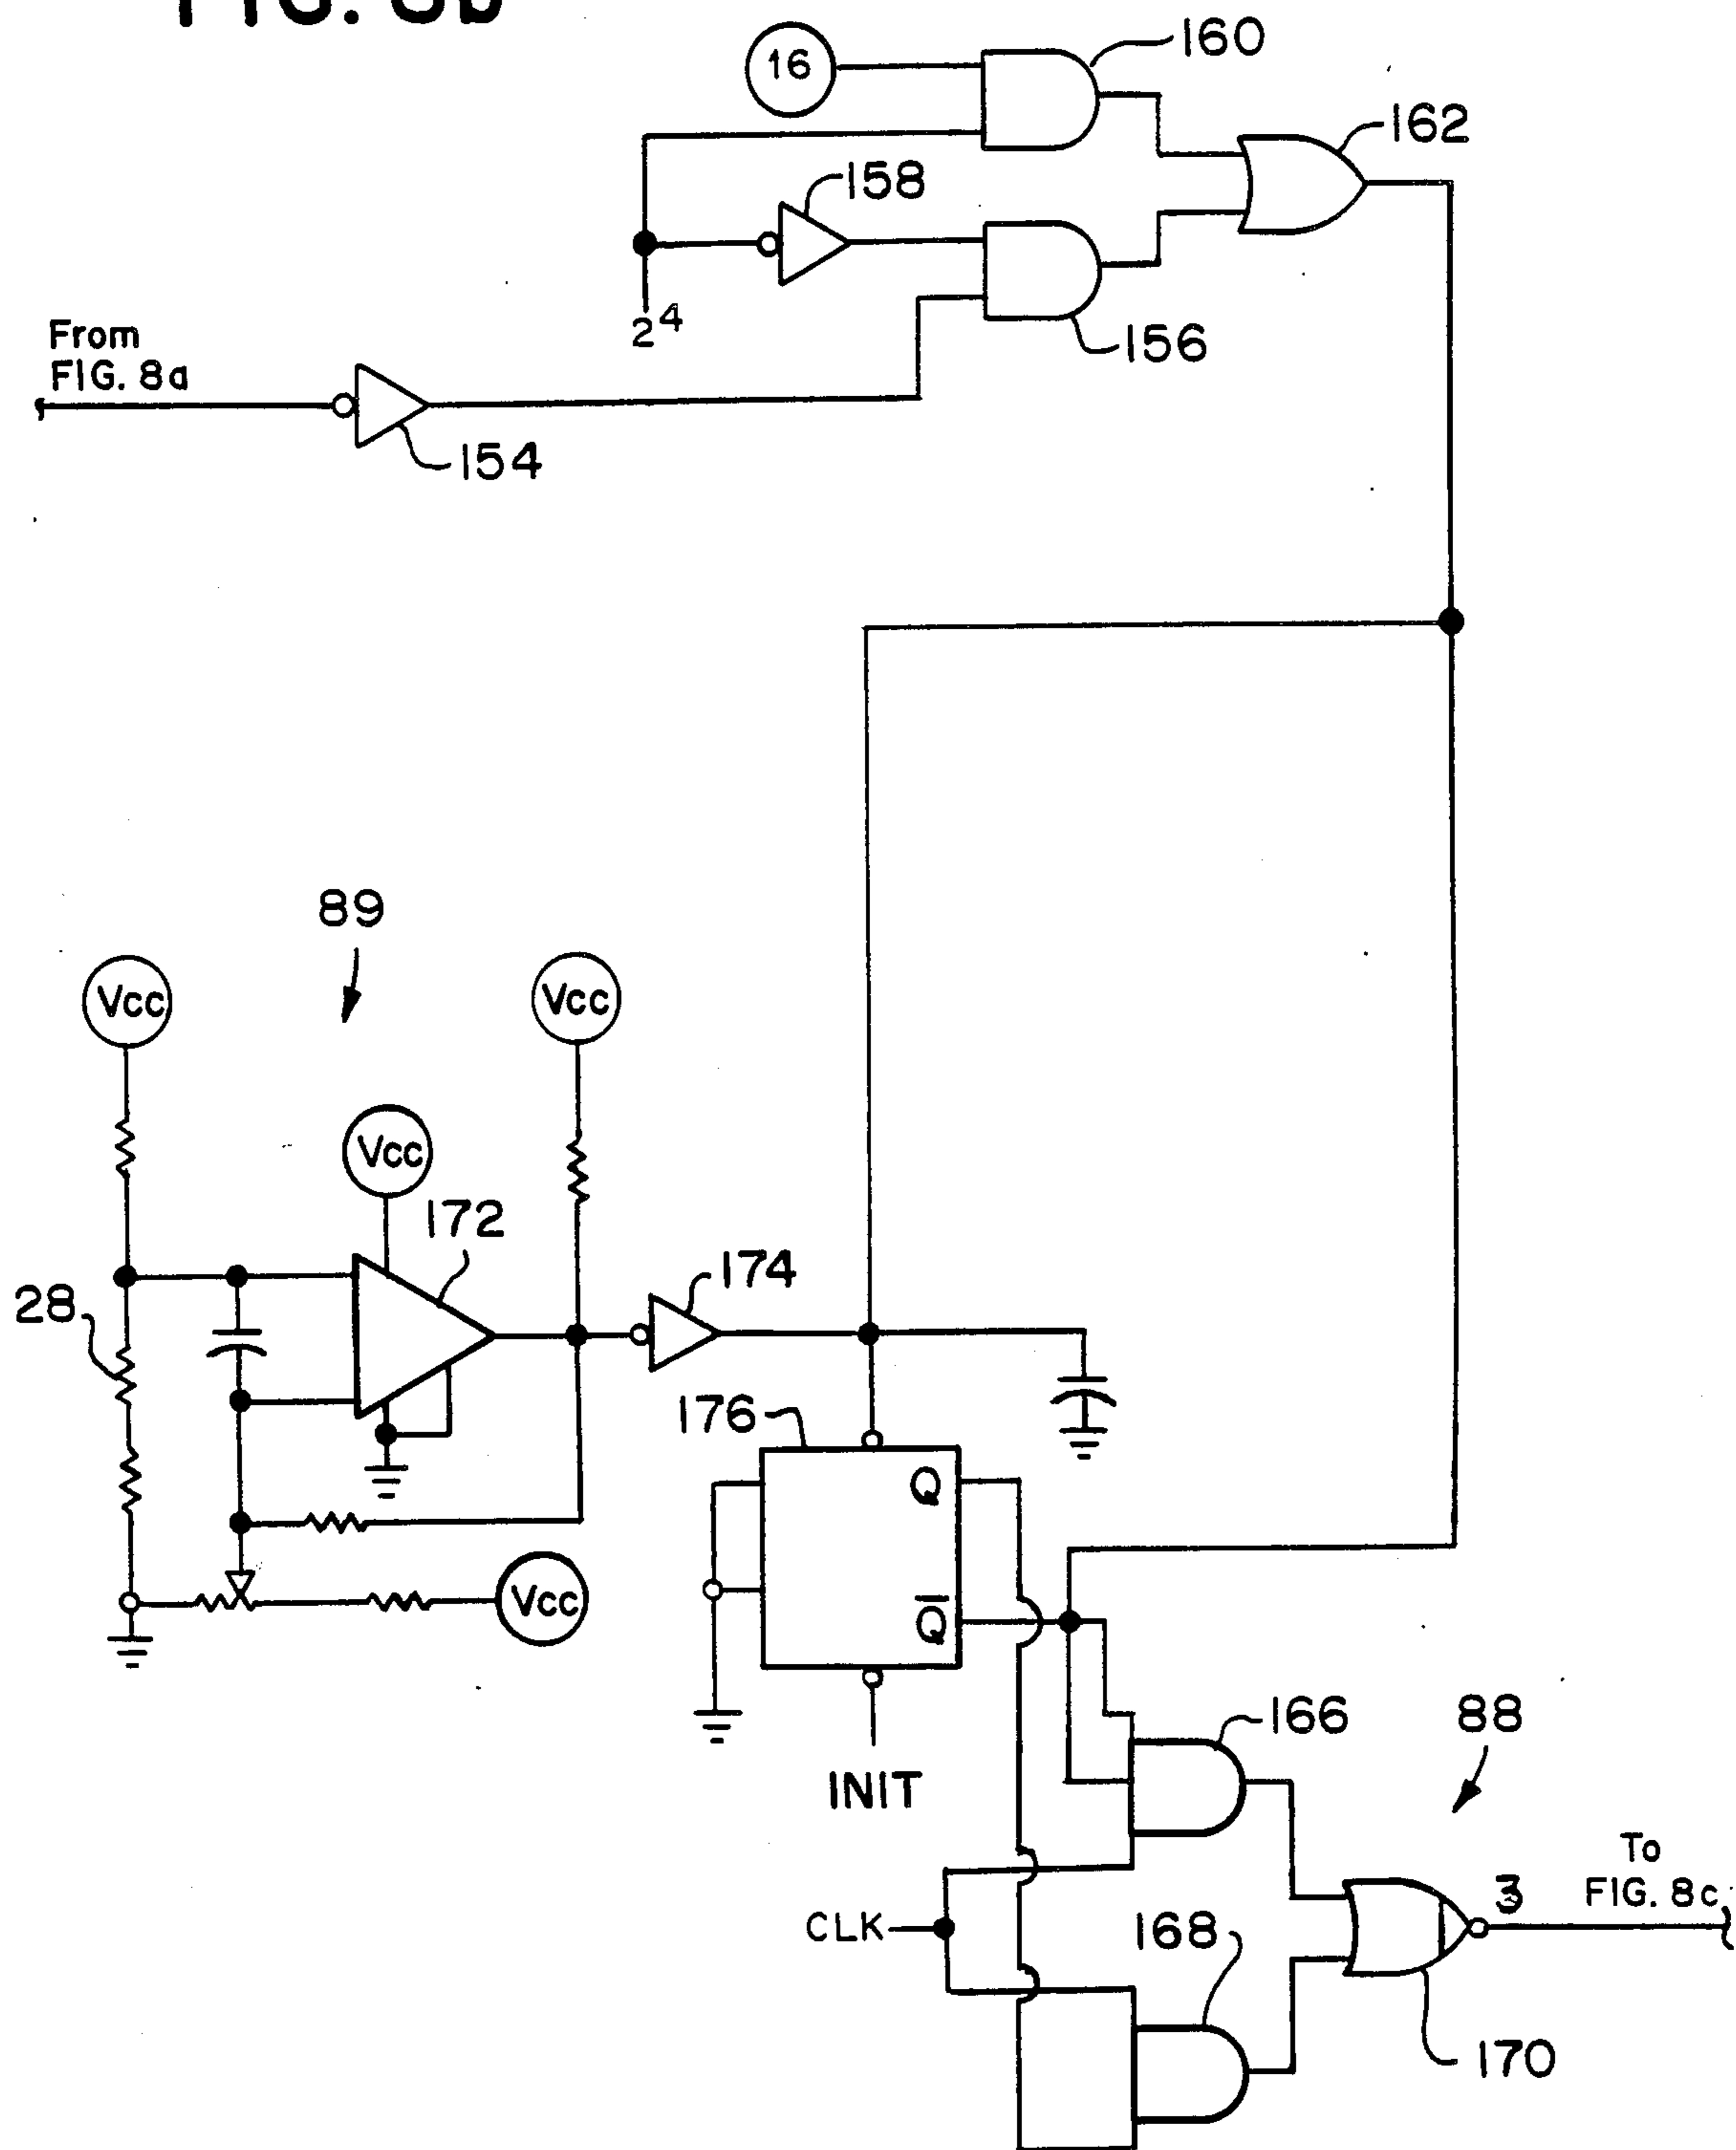 FIG. 8b
16
160
162
158
2⁴
156
From
FIG. 8a
154
89
Vcc
Vcc
Vcc
172
174
28
176
Q
Q̅
Vcc
INIT
166
88
CLK
168
3
To
FIG. 8c
170